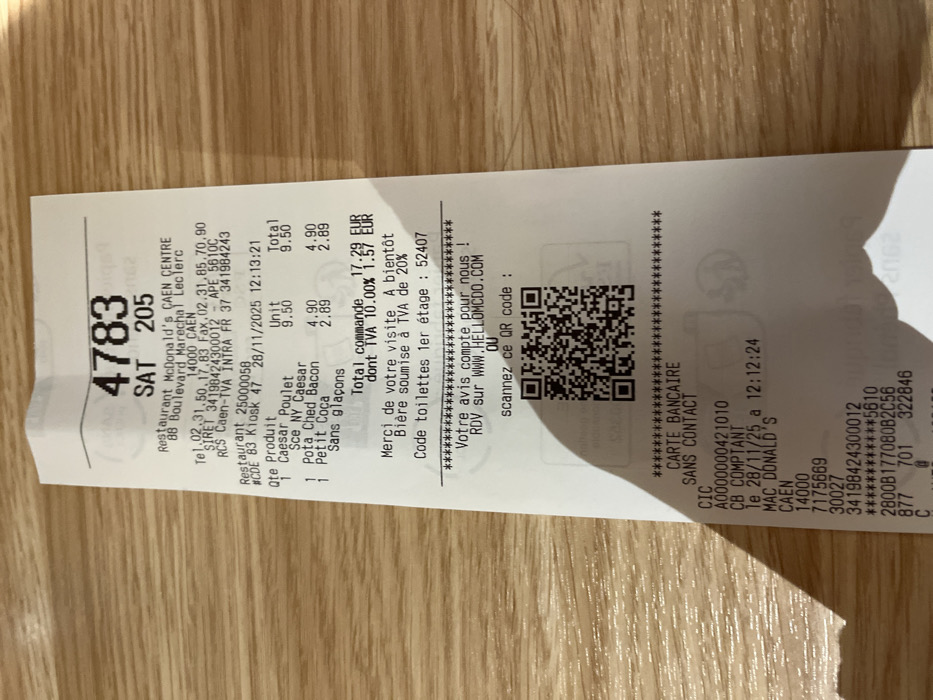 4783
SAT 205
Restaurant McDonald's CAEN CENTRE
88 Boulevard Maréchal Leclerc
14000 CAEN
Tel.02.31.50.17.83 Fax.02.31.85.70.90
SIRET 34198424300012 - APE 5610C
RCS Caen-TVA INTRA FR 37 341984243
Restaurant 25000058
#CDE B3 Kiosk 47 28/11/2025 12:13:21
Qte Produit Unit Total
1 Caesar Poulet 9.50 9.50
Sce NY Caesar
1 Pota Ched Bacon 4.90 4.90
1 Petit Coca 2.89 2.89
Sans glaçons
Total commande 17.29 EUR
dont TVA 10.00% 1.57 EUR
Merci de votre visite A bientôt
Bière soumise à TVA de 20%
Code toilettes 1er étage : 52407
****************************************
Votre avis compte pour nous !
RDV sur WWW.HELLOMCDO.COM
OU
scannez ce QR code :
****************************************
CARTE BANCAIRE
SANS CONTACT
CIC
A0000000421010
CB COMPTANT
le 28/11/25 a 12:12:24
MAC DONALD'S
CAEN
14000
7175669
30027
34198424300012
************5610
2800B177080B2C56
877 701 322846
C @